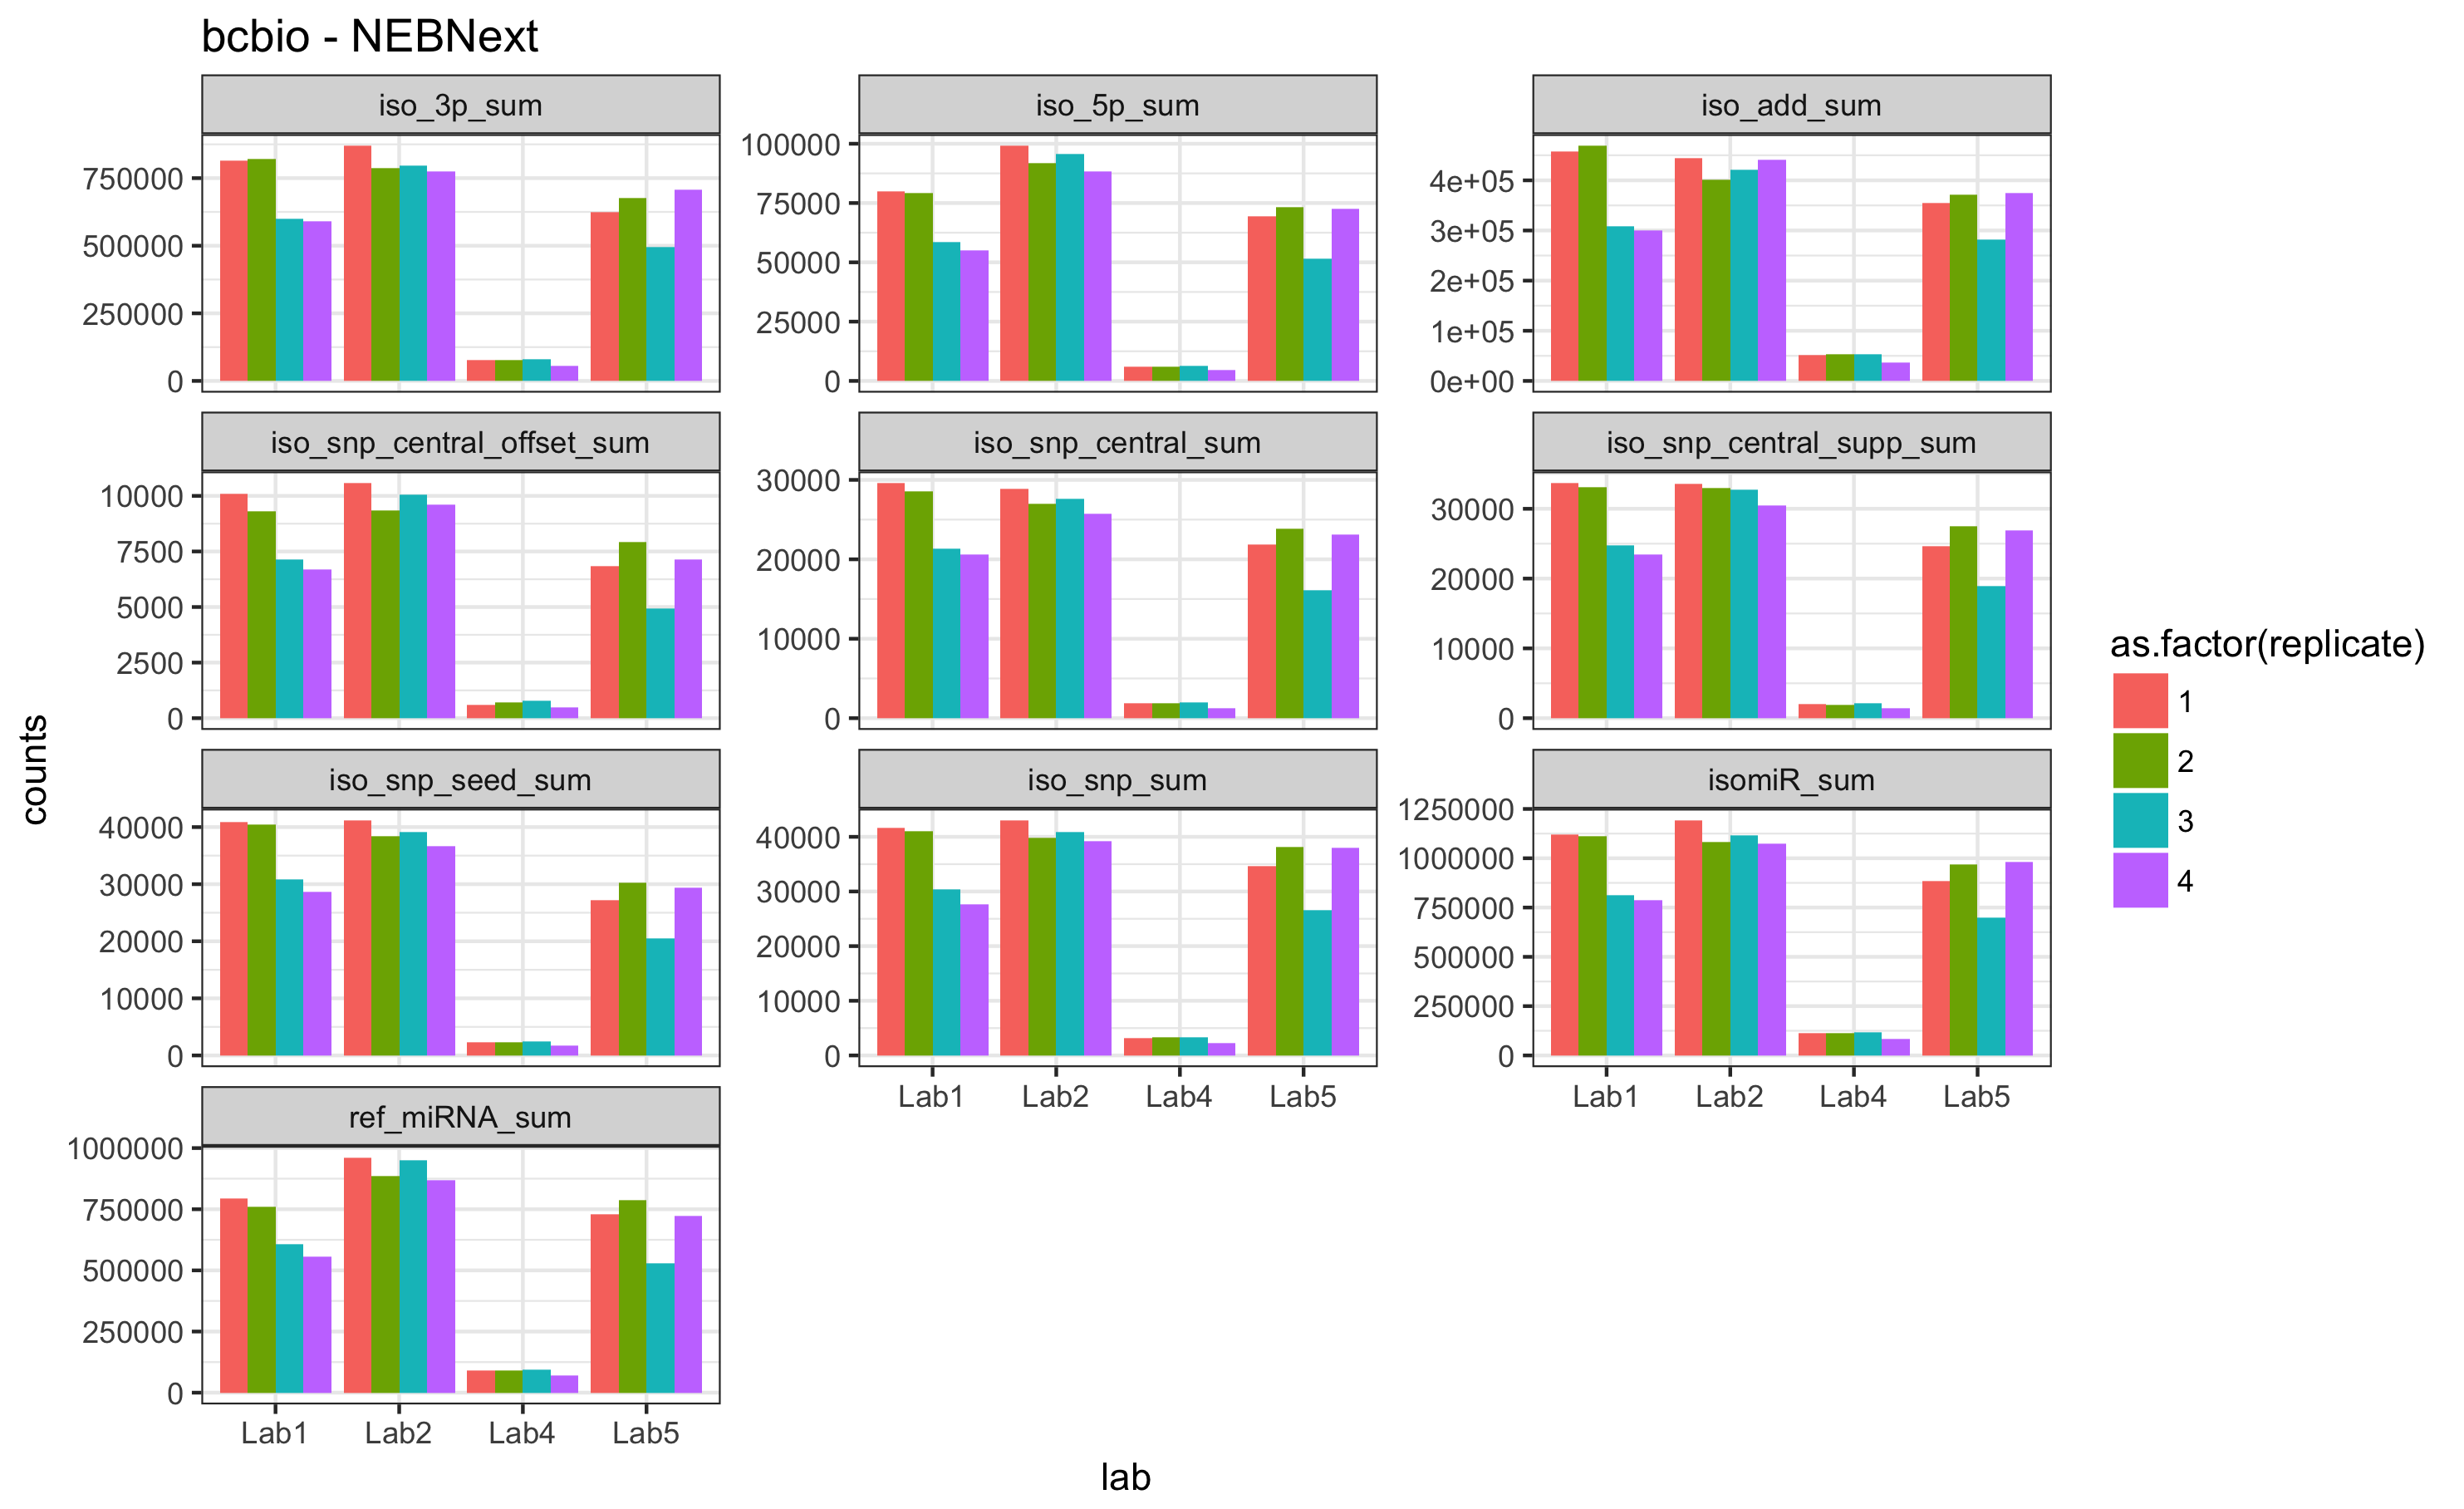 bcbio - NEBNext
iso_3p_sum
iso_5p_sum
iso_add_sum
750000
500000
250000
0
100000
75000
50000
25000
0
4e+05
3e+05
2e+05
1e+05
0e+00
iso_snp_central_offset_sum
iso_snp_central_sum
iso_snp_central_supp_sum
10000
7500
5000
2500
0
30000
20000
10000
0
30000
20000
10000
0
iso_snp_seed_sum
iso_snp_sum
isomiR_sum
40000
30000
20000
10000
0
40000
30000
20000
10000
0
1250000
1000000
750000
500000
250000
0
Lab1 Lab2 Lab4 Lab5
Lab1 Lab2 Lab4 Lab5
ref_miRNA_sum
1000000
750000
500000
250000
0
Lab1 Lab2 Lab4 Lab5
counts
lab
as.factor(replicate)
1
2
3
4